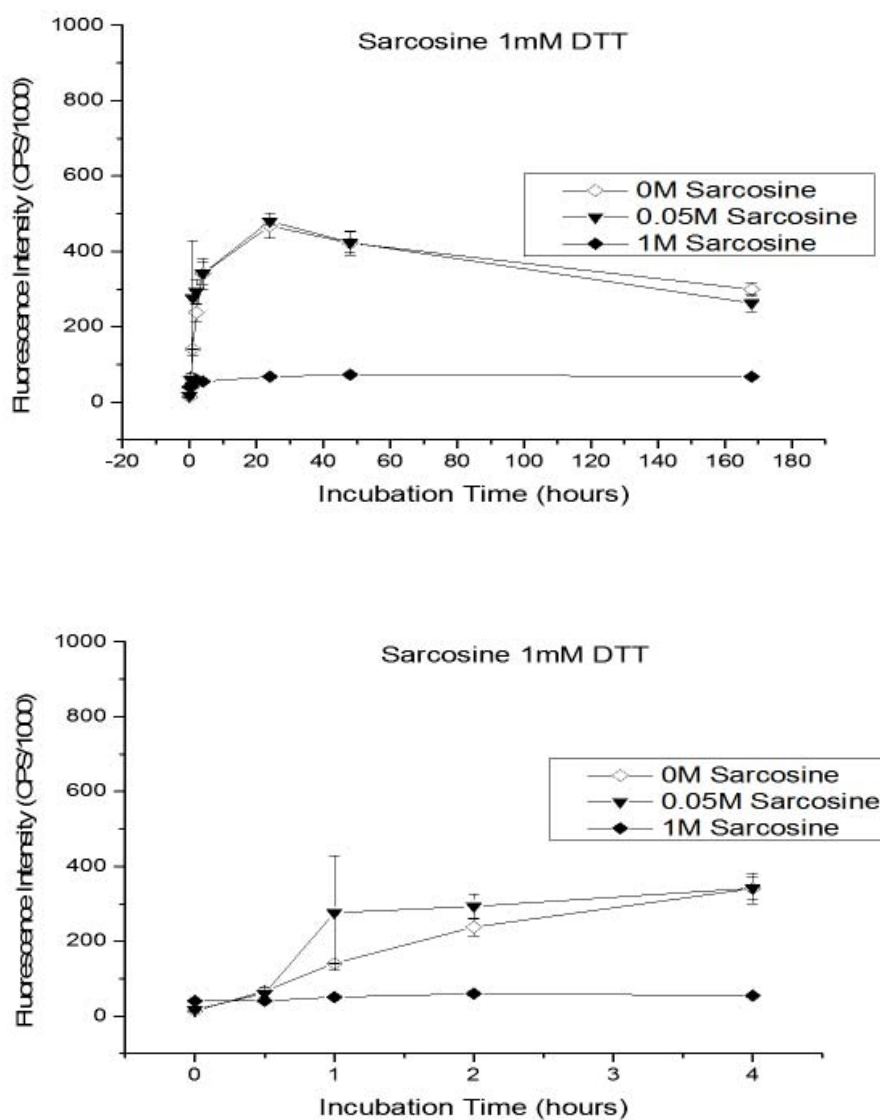 Sarcosine 1mM DTT
1000
800
600
400
200
0
Fluorescence Intensity (CPS/1000)
0M Sarcosine
0.05M Sarcosine
1M Sarcosine
-20 0 20 40 60 80 100 120 140 160 180
Incubation Time (hours)
Sarcosine 1mM DTT
1000
800
600
400
200
0
Fluorescence Intensity (CPS/1000)
0M Sarcosine
0.05M Sarcosine
1M Sarcosine
0 1 2 4
Incubation Time (hours)